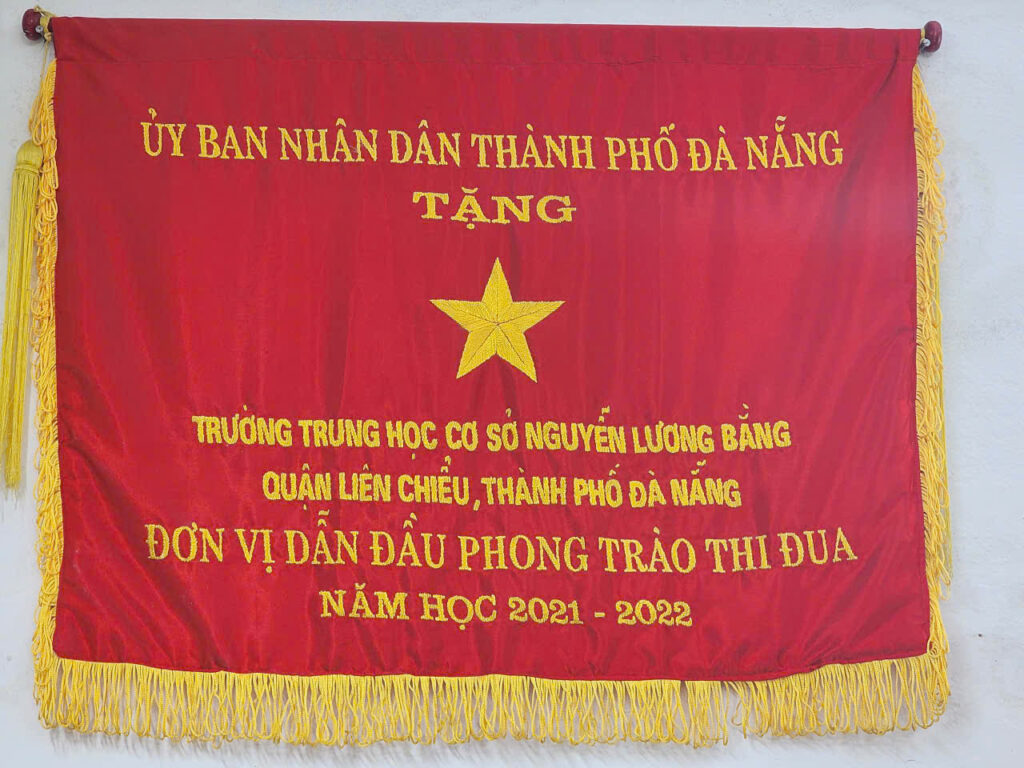 ỦY BAN NHÂN DÂN THÀNH PHỐ ĐÀ NẴNG
TẶNG
TRƯỜNG TRUNG HỌC CƠ SỞ NGUYỄN LƯƠNG BẰNG
QUẬN LIÊN CHIỂU, THÀNH PHỐ ĐÀ NẴNG
ĐƠN VỊ DẪN ĐẦU PHONG TRÀO THI ĐUA
NĂM HỌC 2021 - 2022